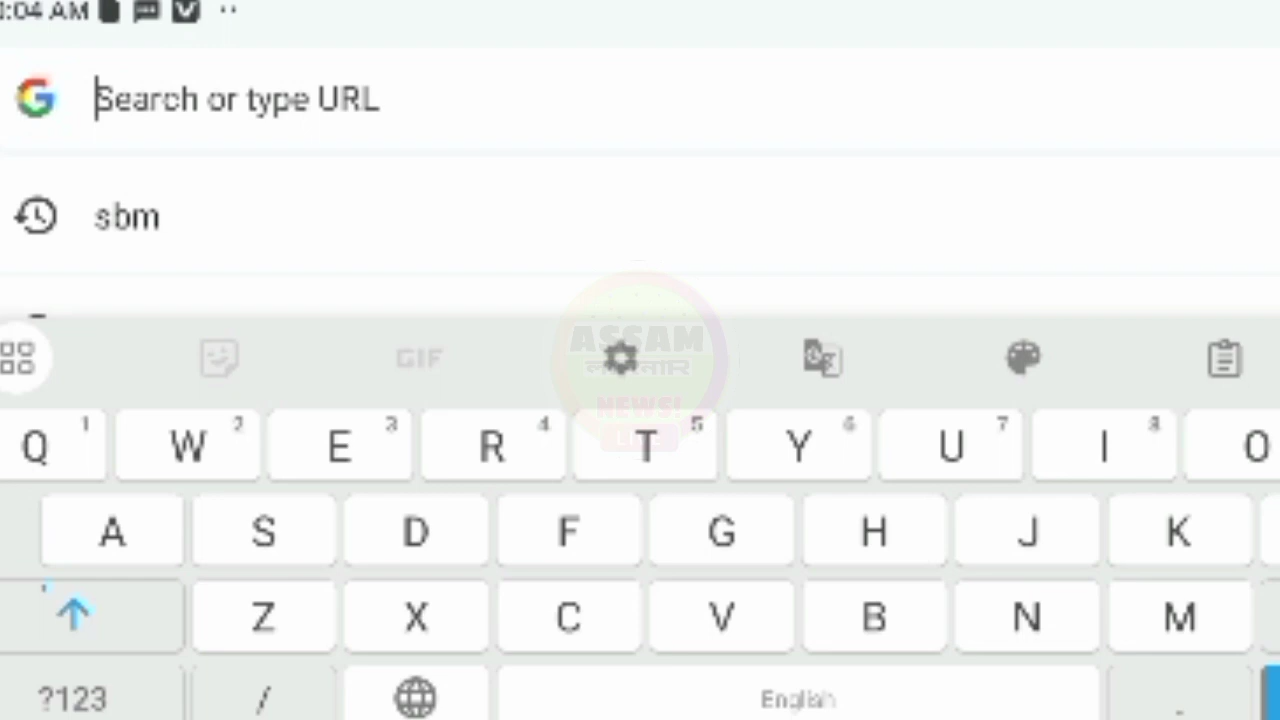 :04 AM
Search or type URL
sbm
ASSAM
NEWS!
LIVE
GIF
Q 1 W 2 E 3 R 4 T 5 Y 6 U 7 I 8 O
A S D F G H J K
Z X C V B N M
?123 / English .